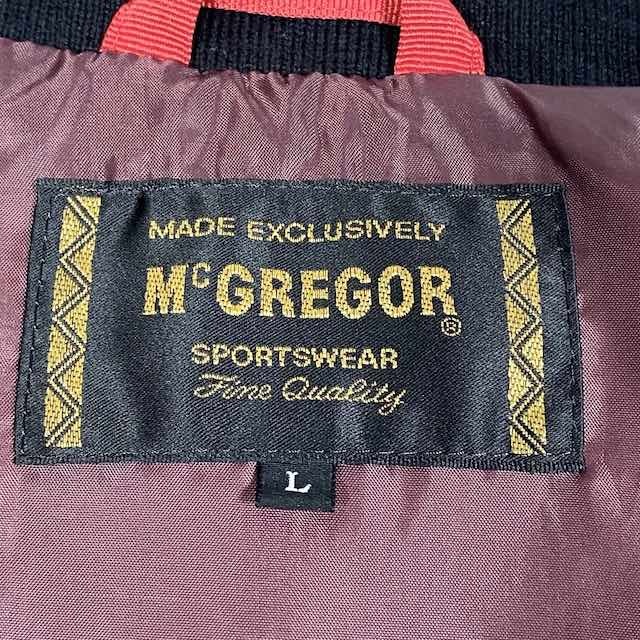 MADE EXCLUSIVELY
McGREGOR®
SPORTSWEAR
Fine Quality
L